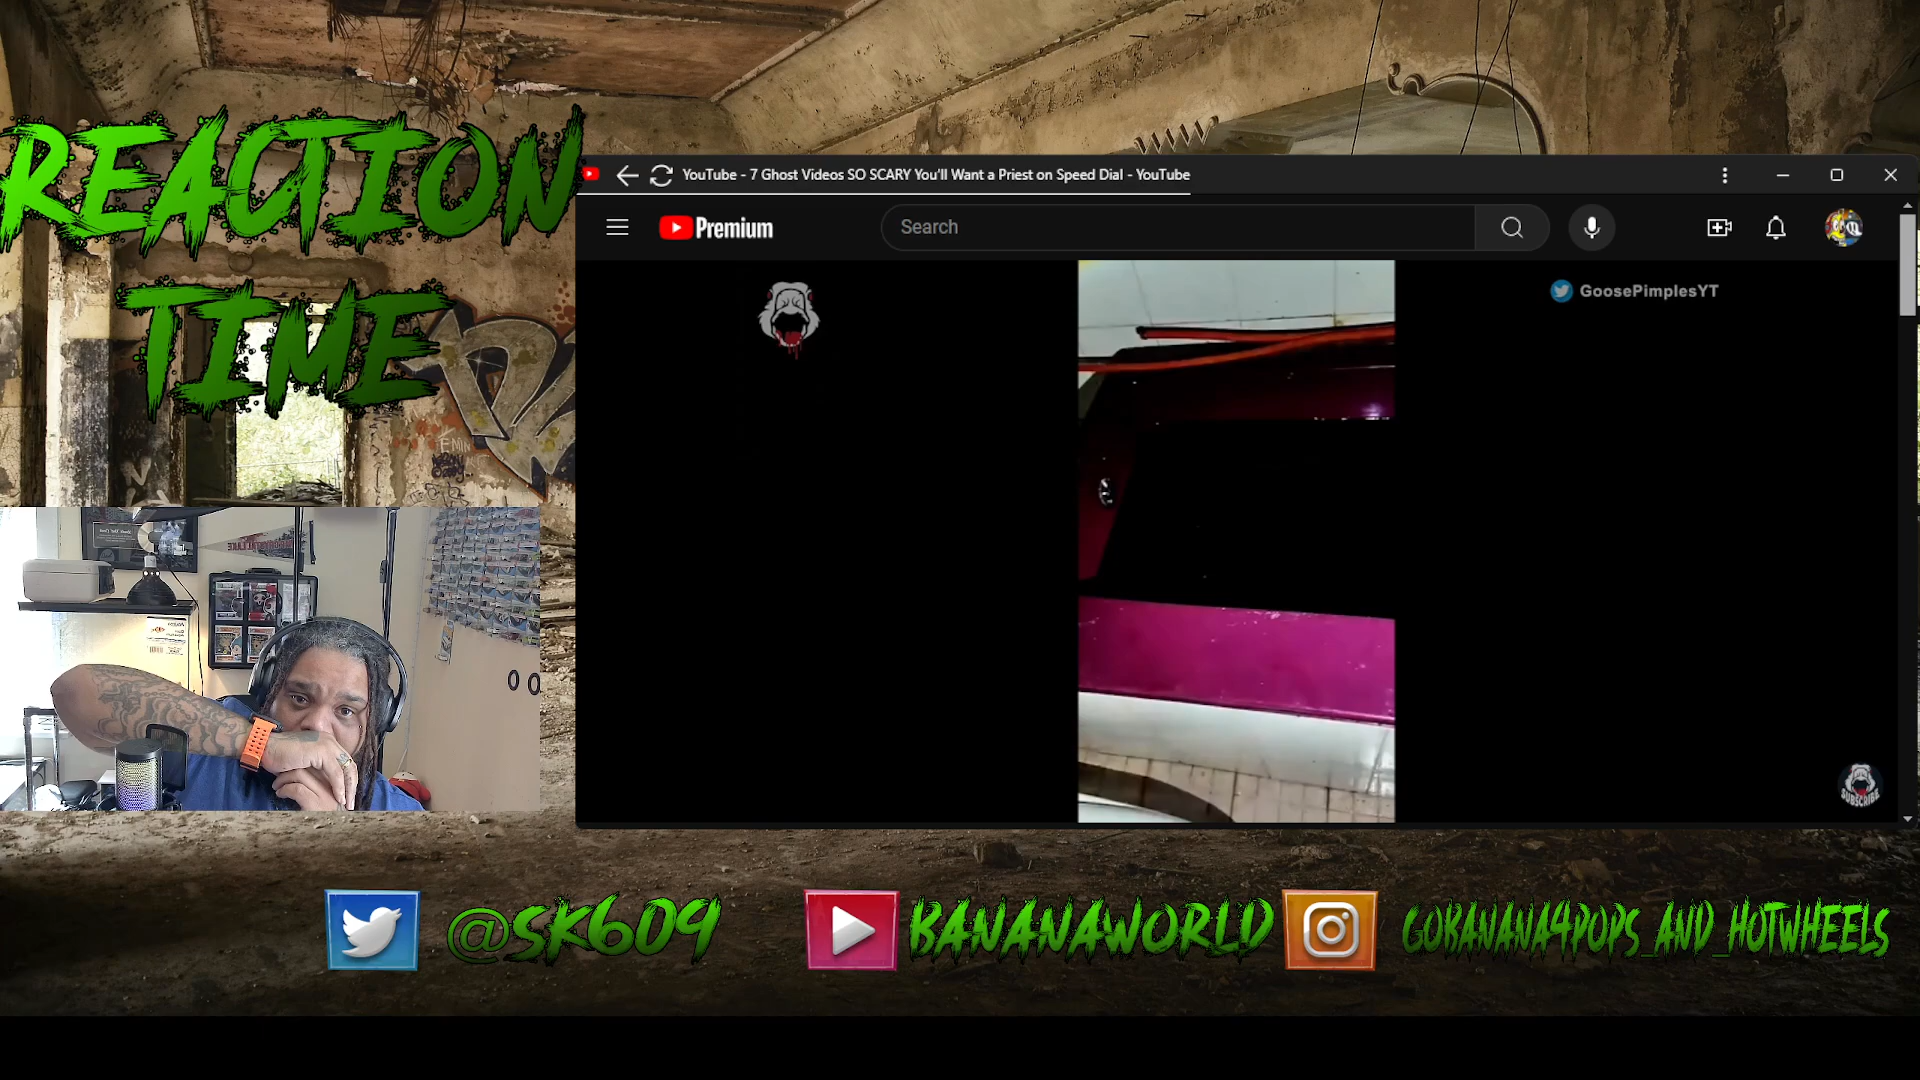 REACTION
TIME
YouTube - 7 Ghost Videos SO SCARY You'll Want a Priest on Speed Dial - YouTube
Premium
Search
GoosePimplesYT
SUBSCRIBE
@SK609
BANANAWORLD
GOBANANA4POPS_AND_HOTWHEELS